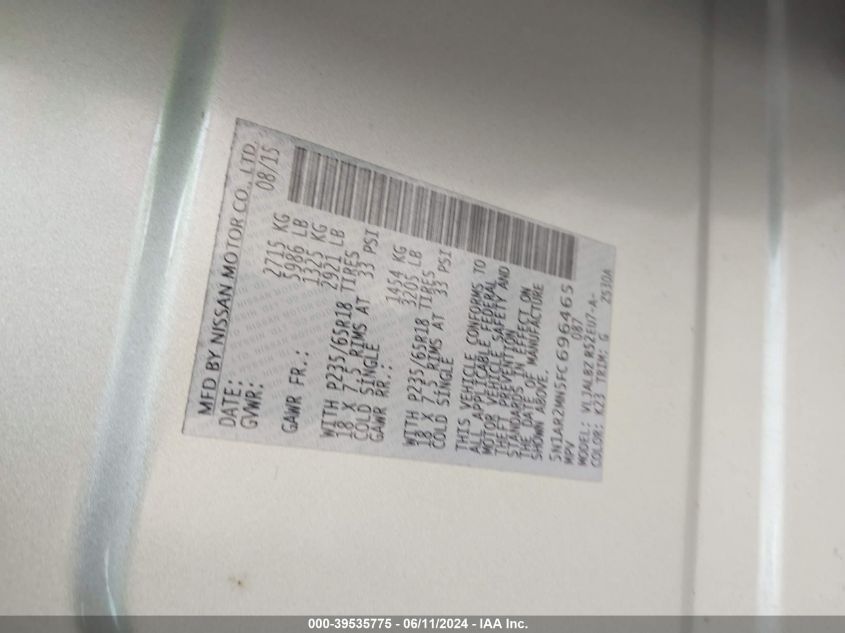 MFD BY NISSAN MOTOR CO., LTD.
DATE: 08/15
GVWR: 2715 KG
5986 LB
GAWR FR.: 1325 KG
2921 LB
WITH P235/65R18 TIRES
18 X 7.5 RIMS AT 33 PSI
COLD SINGLE
GAWR RR.: 1454 KG
3205 LB
WITH P235/65R18 TIRES
18 X 7.5 RIMS AT 33 PSI
COLD SINGLE
THIS VEHICLE CONFORMS TO
ALL APPLICABLE FEDERAL
MOTOR VEHICLE SAFETY AND
THEFT PREVENTION
STANDARDS IN EFFECT ON
THE DATE OF MANUFACTURE
SHOWN ABOVE.
5N1AR2MN5FC696465
MPV 087
MODEL:
COLOR: K23 TRIM: G 2530A
000-39535775 - 06/11/2024 - IAA Inc.